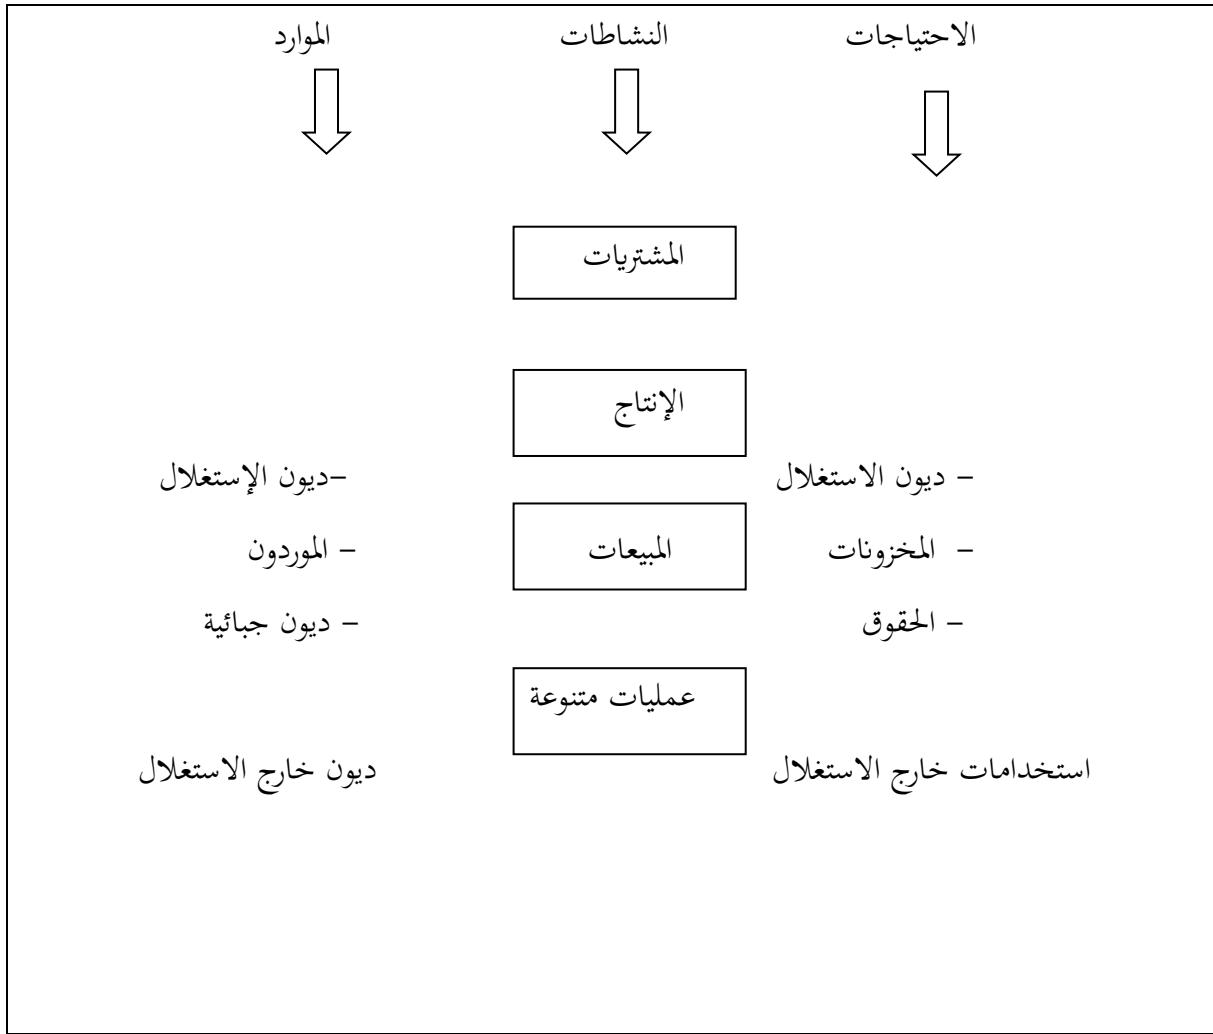 الاحتياجات النشاطات الموارد
المشتريات
الإنتاج
– ديون الاستغلال –ديون الإستغلال
– المخزونات المبيعات – الموردون
– الحقوق – ديون جبائية
عمليات متنوعة
استخدامات خارج الاستغلال ديون خارج الاستغلال